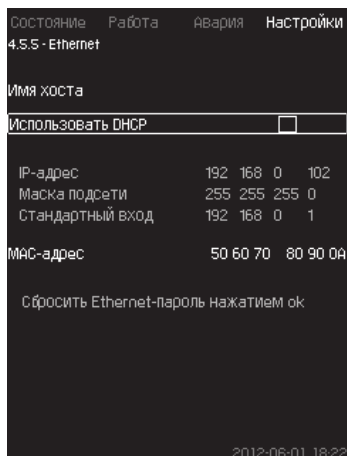 Состояние Работа Авария Настройки
4.5.5 - Ethernet
Имя хоста
Использовать DHCP
IP-адрес 192 168 0 102
Маска подсети 255 255 255 0
Стандартный вход 192 168 0 1
MAC-адрес 50 60 70 80 90 0A
Сбросить Ethernet-пароль нажатием ok
2012-06-01 18:22